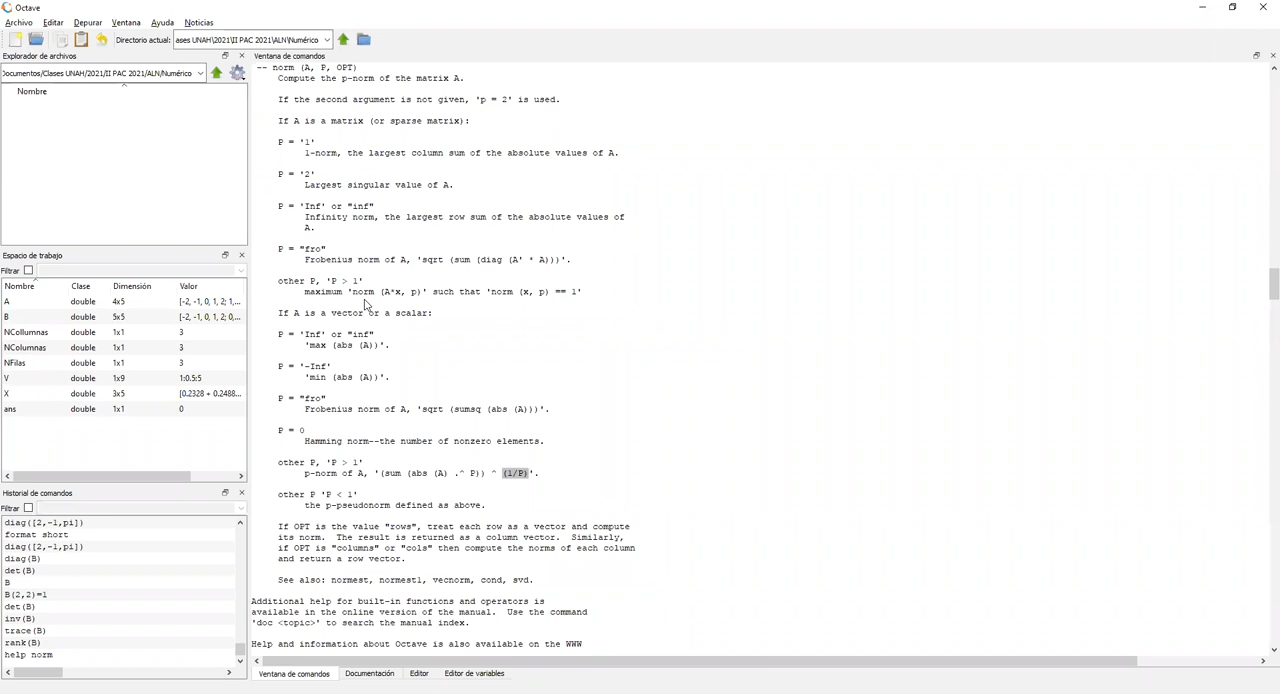 Octave
Archivo Editar Depurar Ventana Ayuda Noticias
Directorio actual: ases UNAH\2021\II PAC 2021\ALN\Numérico
Explorador de archivos
Documentos/Clases UNAH/2021/II PAC 2021/ALN/Numérico
Nombre
Espacio de trabajo
Filtrar
Nombre Clase Dimensión Valor
A double 4x5 [-2, -1, 0, 1, 2; 1,...
B double 5x5 [-2, -1, 0, 1, 2; 0,...
NCollumnas double 1x1 3
NColumnas double 1x1 3
NFilas double 1x1 3
V double 1x9 1:0.5:5
X double 3x5 [0.2328 + 0.2488...
ans double 1x1 0
Historial de comandos
Filtrar
diag([2,-1,pi])
format short
diag([2,-1,pi])
diag(B)
det(B)
B
B(2,2)=1
det(B)
inv(B)
trace(B)
rank(B)
help norm
Ventana de comandos
-- norm (A, P, OPT)
Compute the p-norm of the matrix A.
If the second argument is not given, 'p = 2' is used.
If A is a matrix (or sparse matrix):
P = '1'
1-norm, the largest column sum of the absolute values of A.
P = '2'
Largest singular value of A.
P = 'Inf' or "inf"
Infinity norm, the largest row sum of the absolute values of
A.
P = "fro"
Frobenius norm of A, 'sqrt (sum (diag (A' * A)))'.
other P, 'P > 1'
maximum 'norm (A*x, p)' such that 'norm (x, p) == 1'
If A is a vector or a scalar:
P = 'Inf' or "inf"
'max (abs (A))'.
P = '-Inf'
'min (abs (A))'.
P = "fro"
Frobenius norm of A, 'sqrt (sumsq (abs (A)))'.
P = 0
Hamming norm--the number of nonzero elements.
other P, 'P > 1'
p-norm of A, '(sum (abs (A) .^ P)) ^ (1/P)'.
other P 'P < 1'
the p-pseudonorm defined as above.
If OPT is the value "rows", treat each row as a vector and compute
its norm.  The result is returned as a column vector.  Similarly,
if OPT is "columns" or "cols" then compute the norms of each column
and return a row vector.
See also: normest, normest1, vecnorm, cond, svd.
Additional help for built-in functions and operators is
available in the online version of the manual.  Use the command
'doc <topic>' to search the manual index.
Help and information about Octave is also available on the WWW
Ventana de comandos Documentación Editor Editor de variables